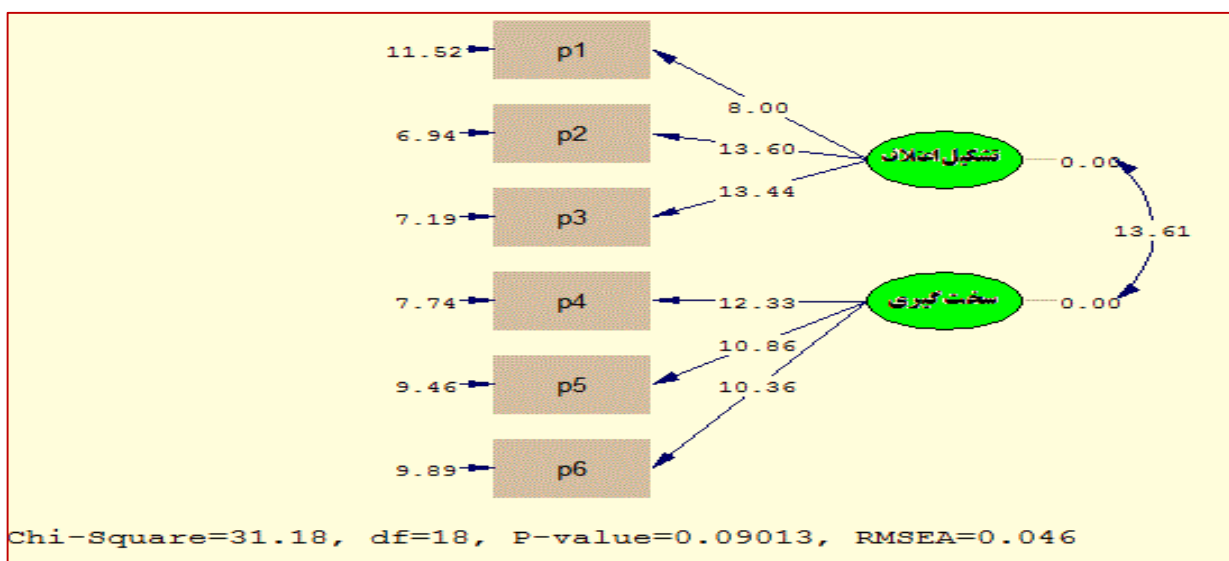 11.52 p1
8.00
6.94 p2
13.60
تشکیل اعتلاف 0.00
13.44
7.19 p3
13.61
7.74 p4
12.33
سخت گیری 0.00
10.86
9.46 p5
10.36
9.89 p6
Chi-Square=31.18, df=18, P-value=0.09013, RMSEA=0.046